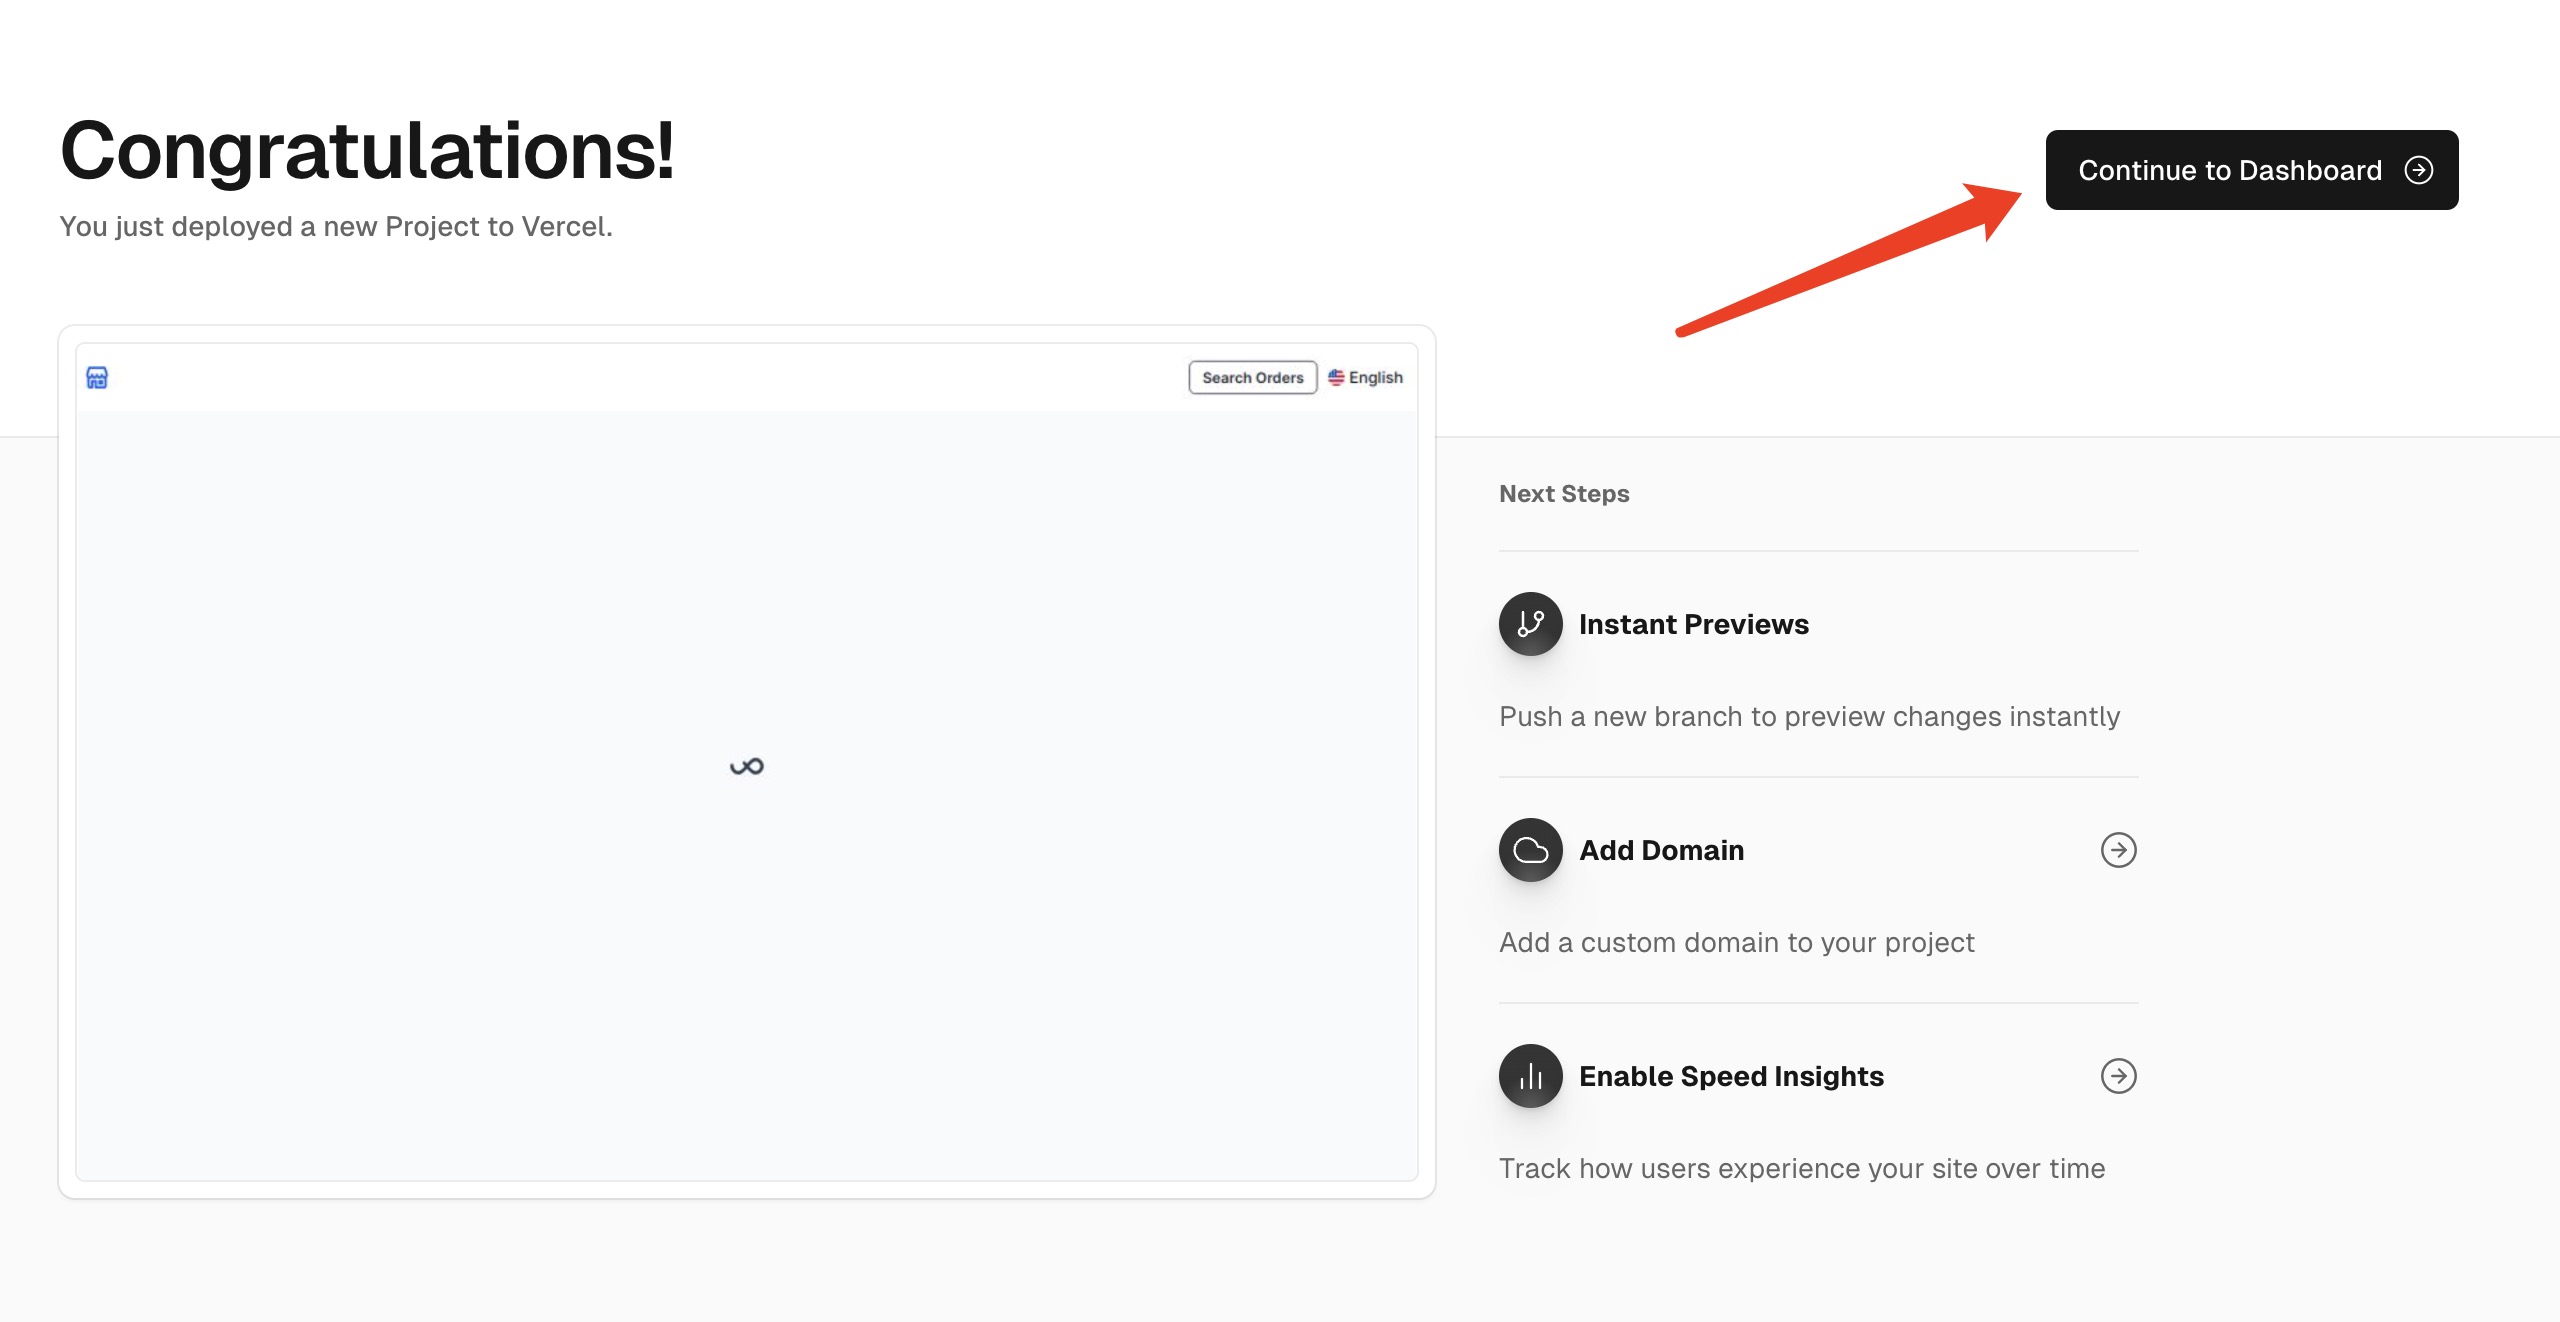 Congratulations!
You just deployed a new Project to Vercel.
Continue to Dashboard
Search Orders
English
Next Steps
Instant Previews
Push a new branch to preview changes instantly
Add Domain
Add a custom domain to your project
Enable Speed Insights
Track how users experience your site over time